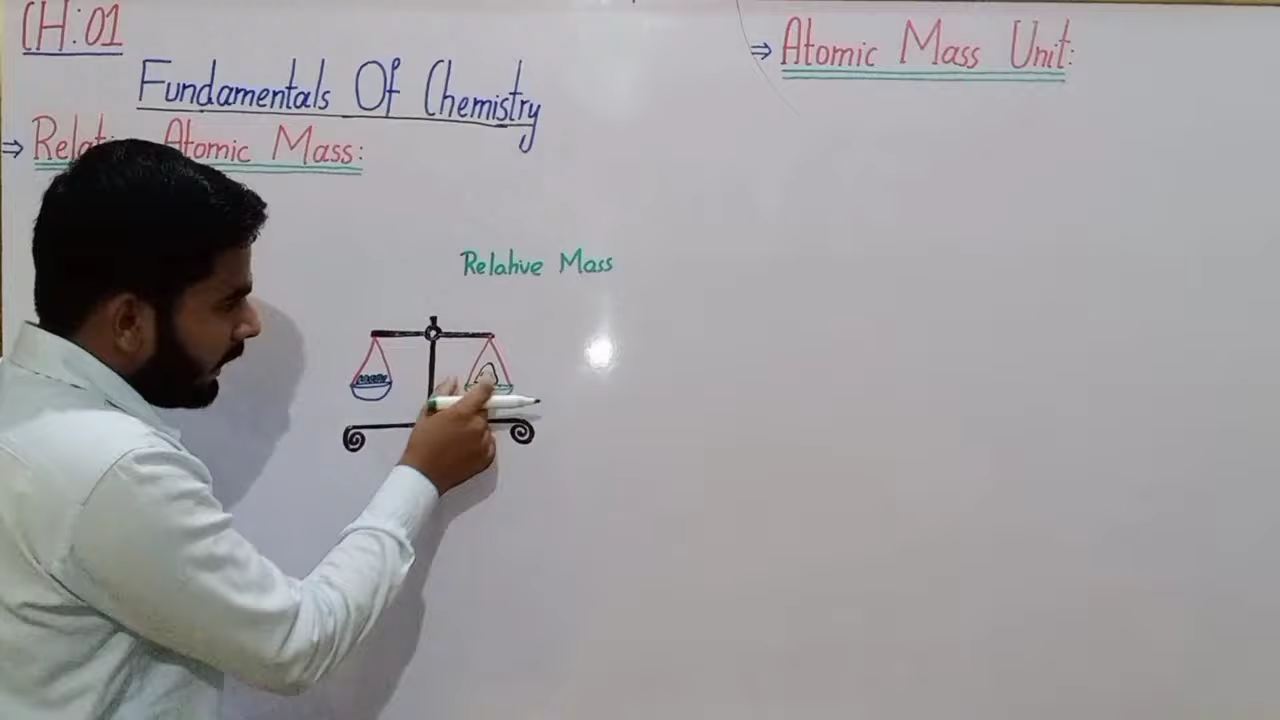 CH:01
Fundamentals Of Chemistry
⇒ Atomic Mass:
Relative Mass
⇒ Atomic Mass Unit: